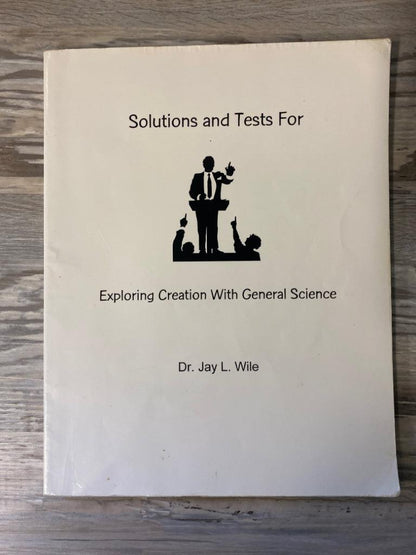 Solutions and Tests For
Exploring Creation With General Science
Dr. Jay L. Wile